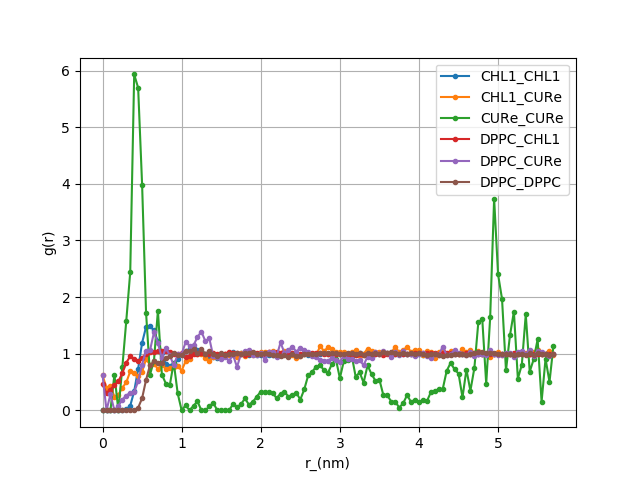 CHL1_CHL1
CHL1_CURe
CURe_CURe
DPPC_CHL1
DPPC_CURe
DPPC_DPPC
g(r)
6
5
4
3
2
1
0
0 1 2 3 4 5
r_(nm)